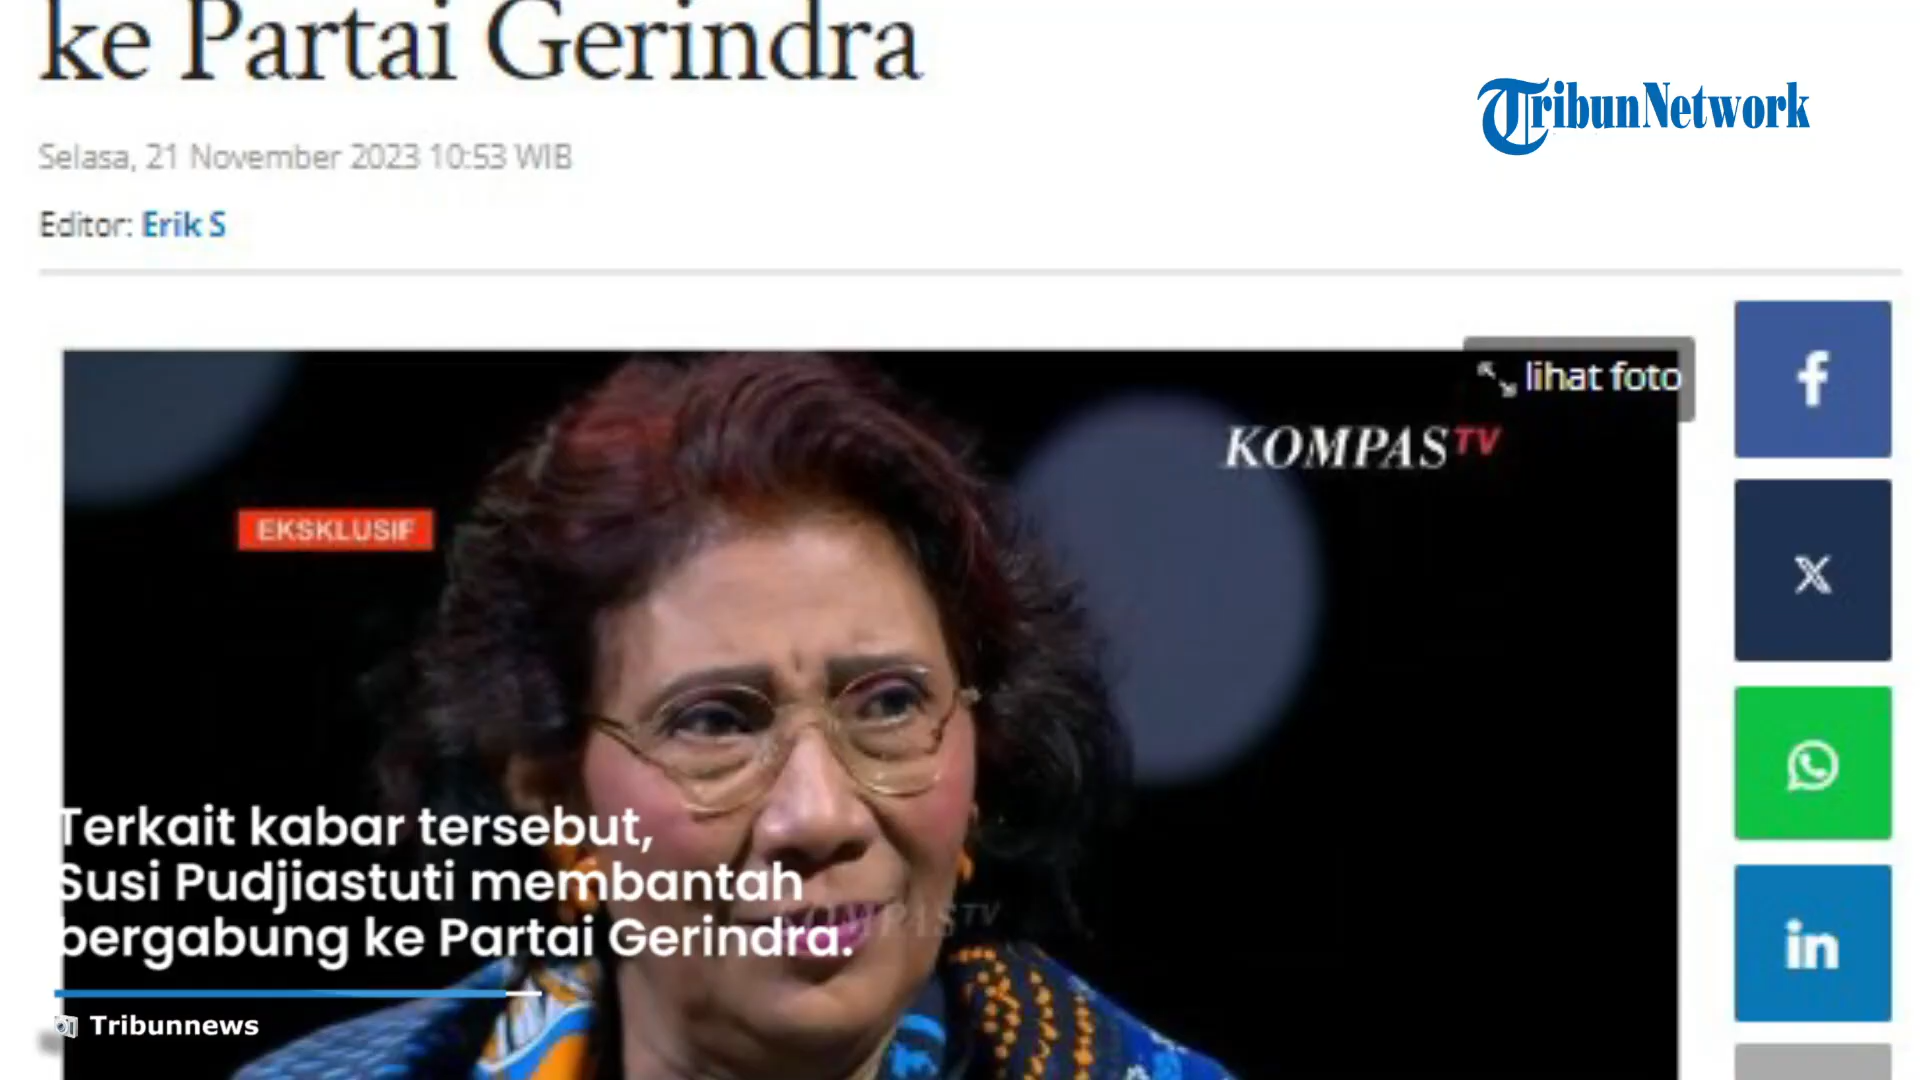 ke Partai Gerindra
TribunNetwork
Selasa, 21 November 2023 10:53 WIB
Editor: Erik S
lihat foto
KOMPASTV
EKSKLUSIF
Terkait kabar tersebut,
Susi Pudjiastuti membantah
bergabung ke Partai Gerindra.
KOMPASTV
Tribunnews